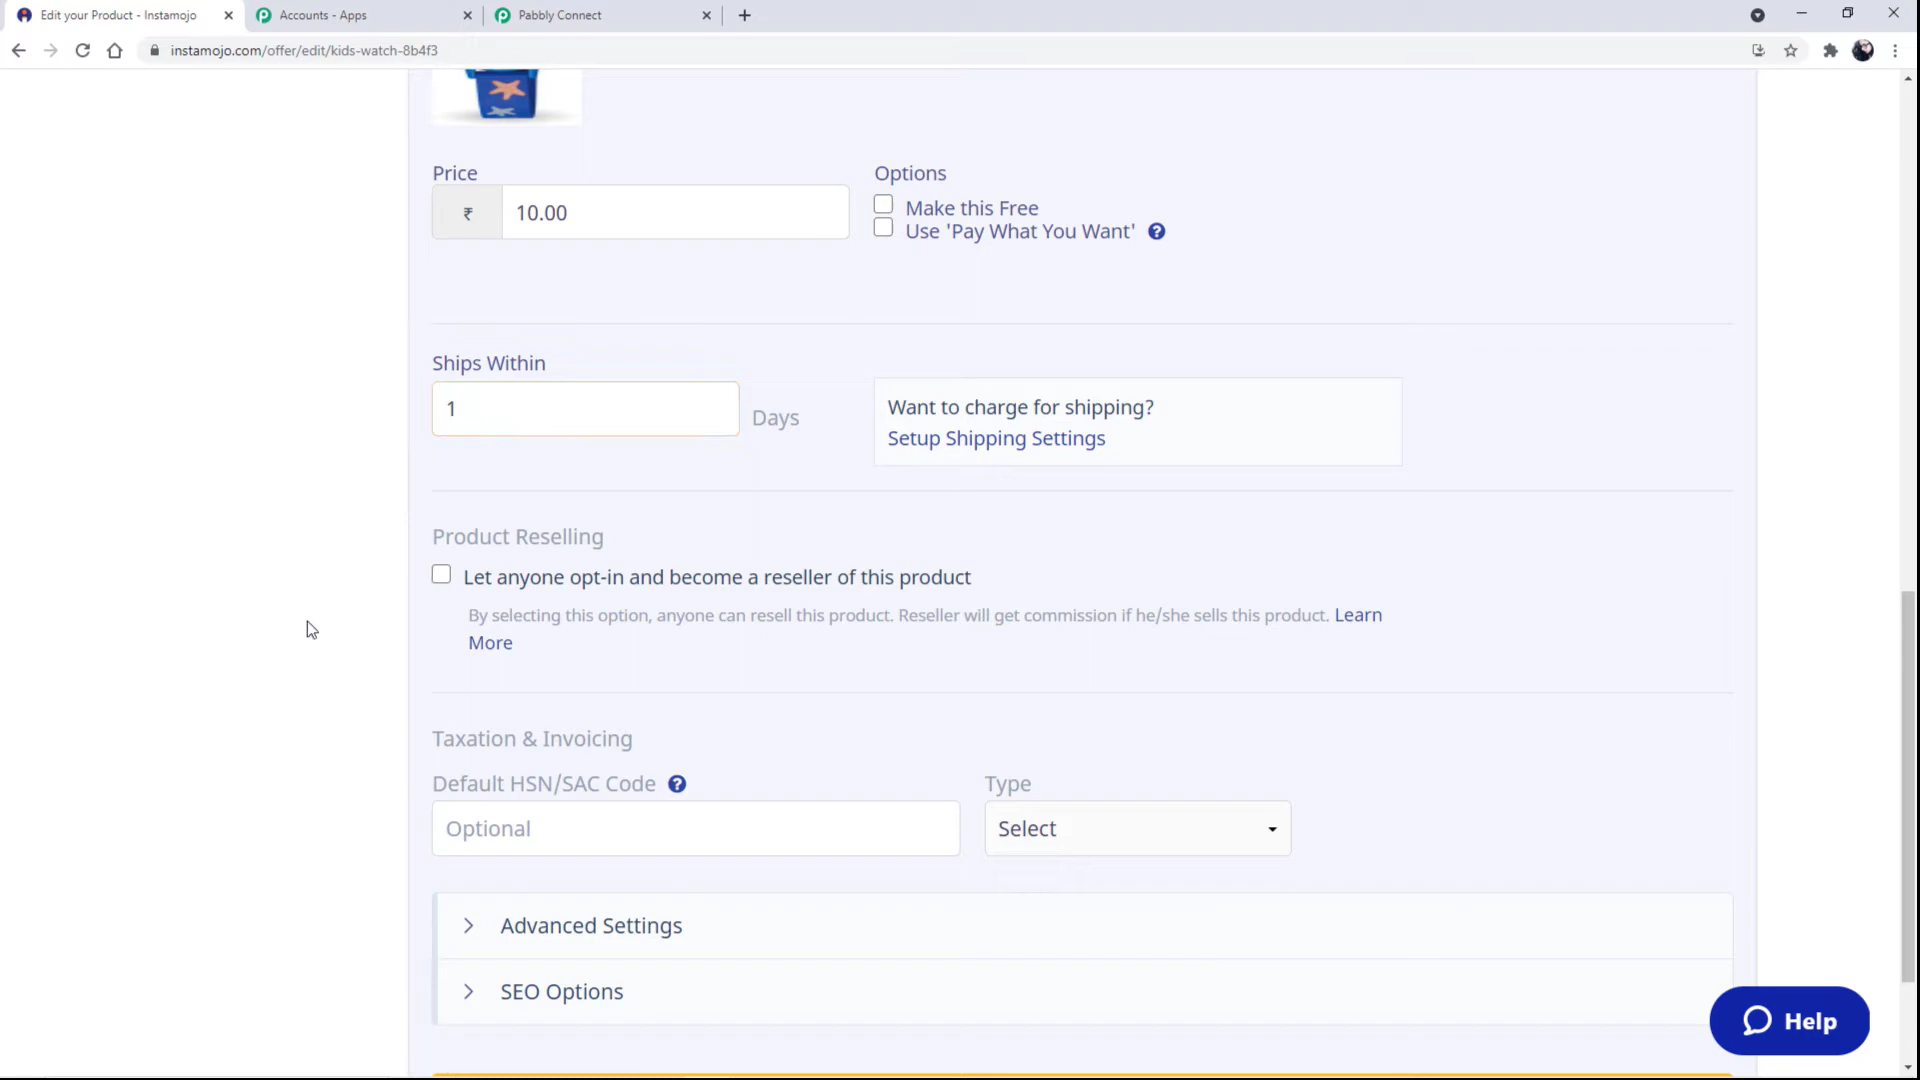 Edit your Product - Instamojo
Accounts - Apps
Pabbly Connect
instamojo.com/offer/edit/kids-watch-8b4f3
Price
Options
₹ 10.00
Make this Free
Use 'Pay What You Want' ?
Ships Within
1 Days
Want to charge for shipping?
Setup Shipping Settings
Product Reselling
Let anyone opt-in and become a reseller of this product
By selecting this option, anyone can resell this product. Reseller will get commission if he/she sells this product. Learn
More
Taxation & Invoicing
Default HSN/SAC Code ?
Type
Optional
Select
Advanced Settings
SEO Options
Help